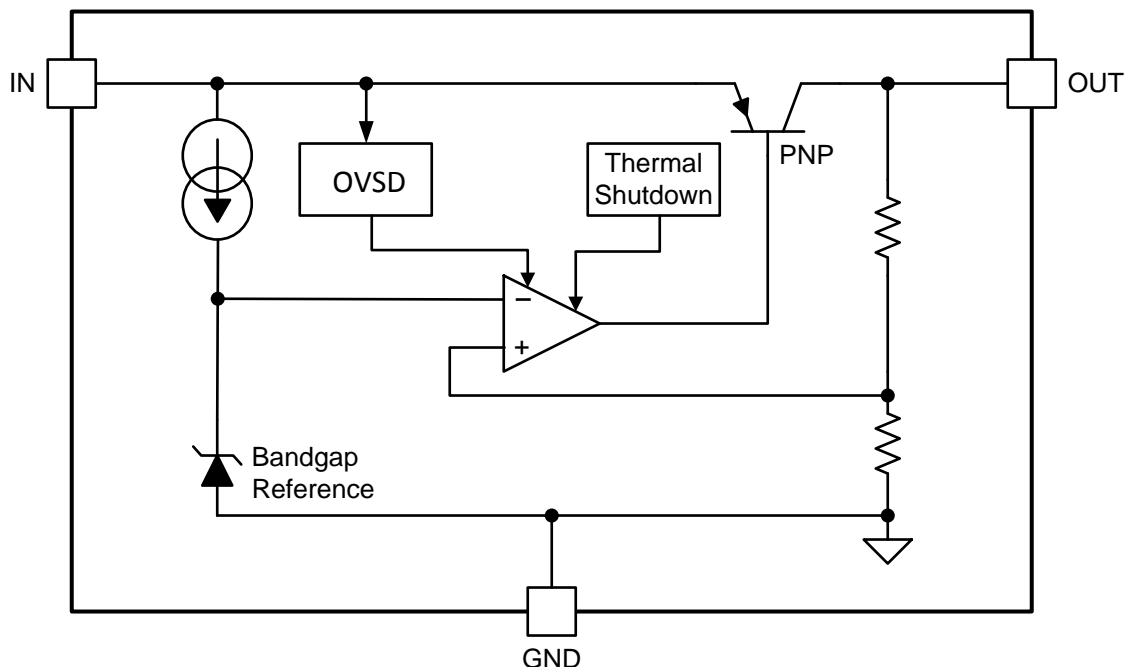 IN
OUT
PNP
OVSD
Thermal
Shutdown
−
+
Bandgap
Reference
GND